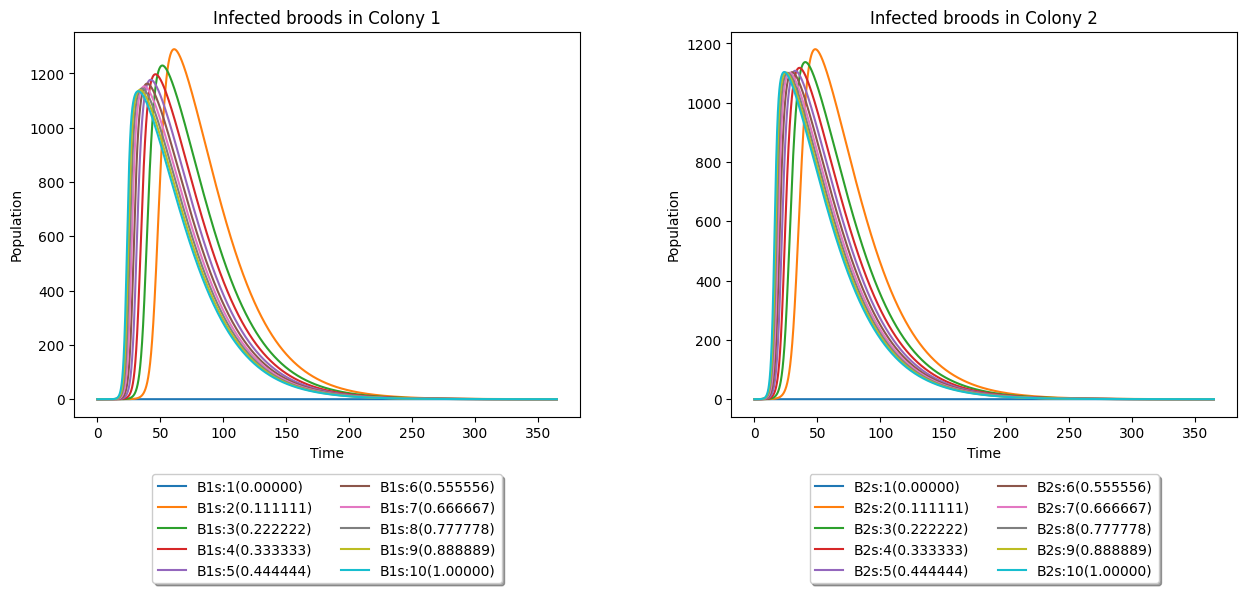 Infected broods in Colony 1
1200
1000
800
600
400
200
0
Population
0 50 100 150 200 250 300 350
Time
B1s:1(0.00000) B1s:6(0.555556)
B1s:2(0.111111) B1s:7(0.666667)
B1s:3(0.222222) B1s:8(0.777778)
B1s:4(0.333333) B1s:9(0.888889)
B1s:5(0.444444) B1s:10(1.00000)
Infected broods in Colony 2
1200
1000
800
600
400
200
0
Population
0 50 100 150 200 250 300 350
Time
B2s:1(0.00000) B2s:6(0.555556)
B2s:2(0.111111) B2s:7(0.666667)
B2s:3(0.222222) B2s:8(0.777778)
B2s:4(0.333333) B2s:9(0.888889)
B2s:5(0.444444) B2s:10(1.00000)